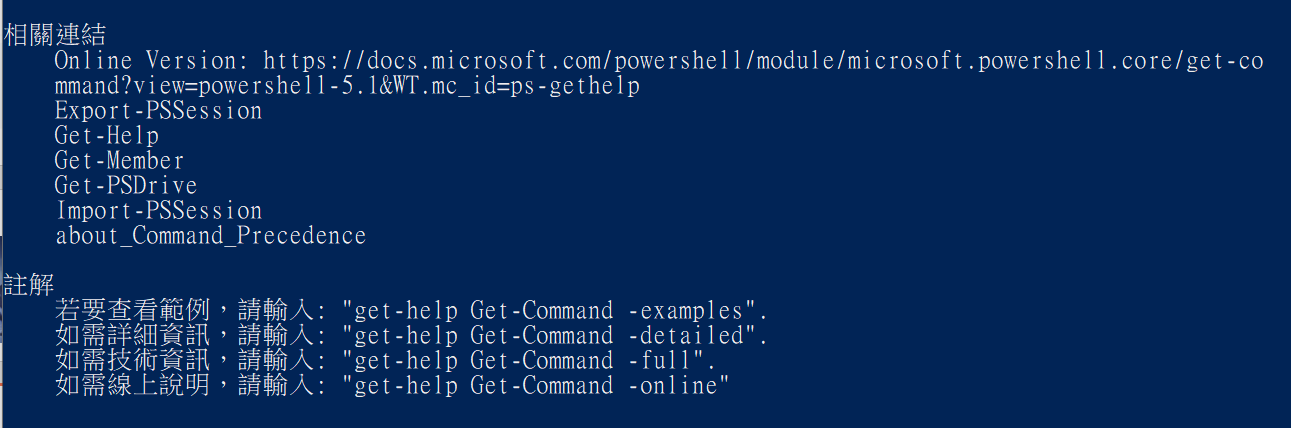 相關連結
Online Version: https://docs.microsoft.com/powershell/module/microsoft.powershell.core/get-co
mmand?view=powershell-5.1&WT.mc_id=ps-gethelp
Export-PSSession
Get-Help
Get-Member
Get-PSDrive
Import-PSSession
about_Command_Precedence
註解
若要查看範例，請輸入: "get-help Get-Command -examples".
如需詳細資訊，請輸入: "get-help Get-Command -detailed".
如需技術資訊，請輸入: "get-help Get-Command -full".
如需線上說明，請輸入: "get-help Get-Command -online"